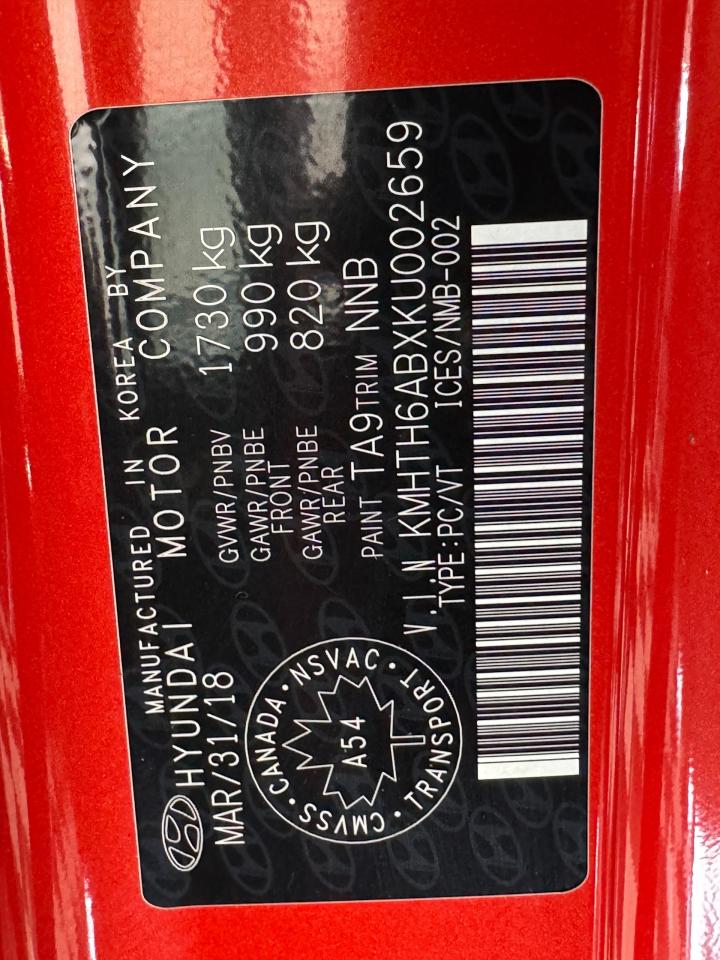 MANUFACTURED IN KOREA BY
HYUNDAI MOTOR COMPANY
MAR/31/18
GVWR/PNBV 1730 kg
GAWR/PNBE FRONT 990 kg
GAWR/PNBE REAR 820 kg
PAINT TA9 TRIM NNB
V.I.N KMHTH6ABXKU002659
TYPE:PC/VT ICES/NMB-002
CANADA · NSVAC · TRANSPORT · CMVSS ·
A54